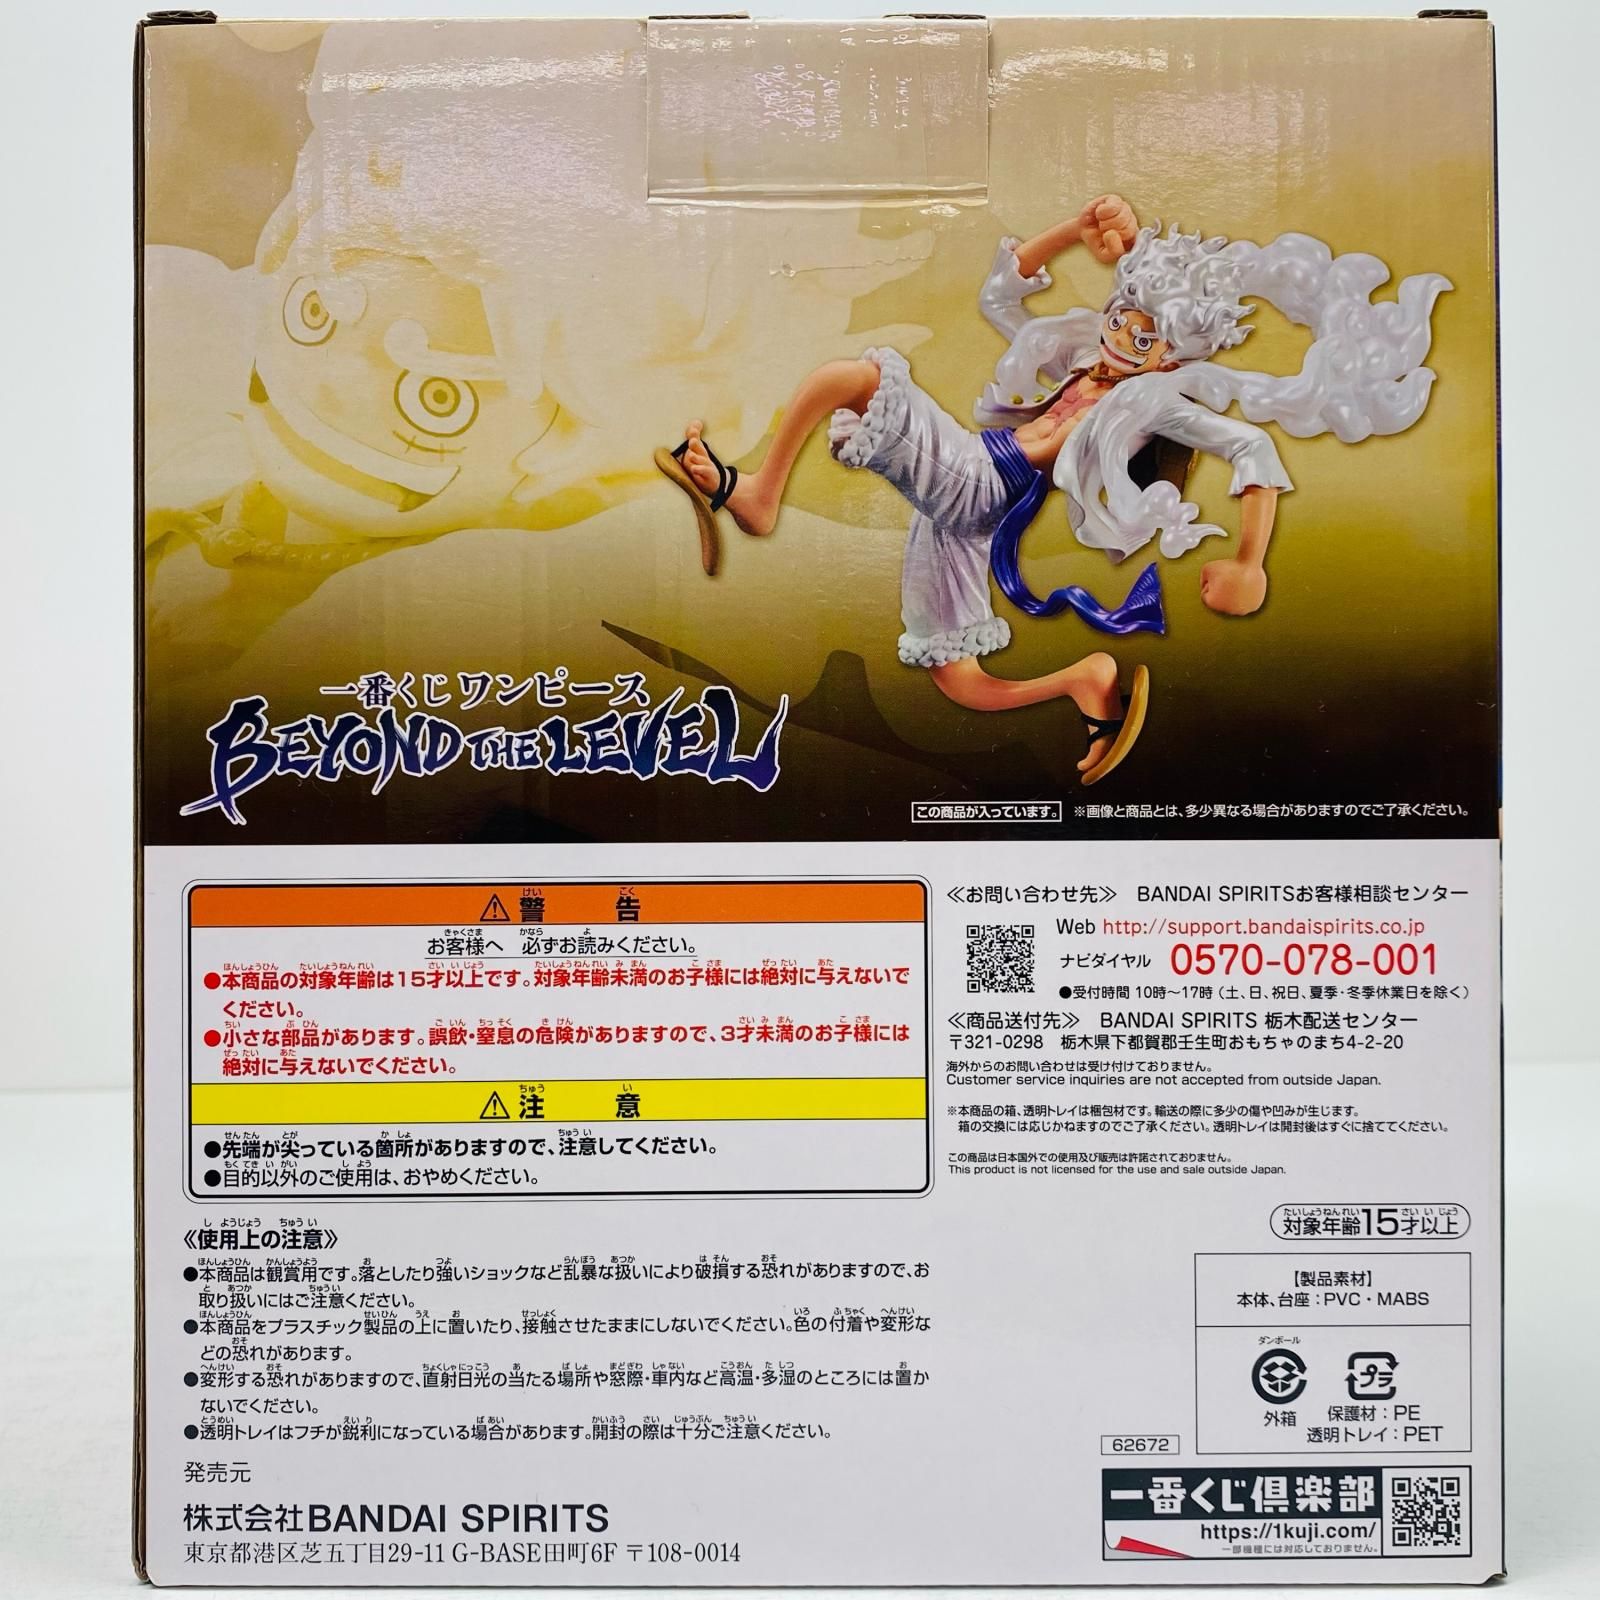 一番くじ ワンピース
BEYOND THE LEVEL
この商品が入っています。 ※画像と商品とは、多少異なる場合がありますのでご了承ください。
⚠警告
お客様へ 必ずお読みください。
●本商品の対象年齢は15才以上です。対象年齢未満のお子様には絶対に与えないで
ください。
●小さな部品があります。誤飲・窒息の危険がありますので、3才未満のお子様には
絶対に与えないでください。
⚠注意
●先端が尖っている箇所がありますので、注意してください。
●目的以外のご使用は、おやめください。
《使用上の注意》
●本商品は観賞用です。落としたり強いショックなど乱暴な扱いにより破損する恐れがありますので、お
取り扱いにはご注意ください。
●本商品をプラスチック製品の上に置いたり、接触させたままにしないでください。色の付着や変形な
どの恐れがあります。
●変形する恐れがありますので、直射日光の当たる場所や窓際・車内など高温・多湿のところには置か
ないでください。
●透明トレイはフチが鋭利になっている場合があります。開封の際は十分ご注意ください。
発売元
株式会社BANDAI SPIRITS
東京都港区芝五丁目29-11 G-BASE田町6F 〒108-0014
≪お問い合わせ先≫ BANDAI SPIRITSお客様相談センター
Web http://support.bandaispirits.co.jp
ナビダイヤル 0570-078-001
●受付時間 10時～17時（土、日、祝日、夏季・冬季休業日を除く）
≪商品送付先≫ BANDAI SPIRITS 栃木配送センター
〒321-0298 栃木県下都賀郡壬生町おもちゃのまち4-2-20
海外からのお問い合わせは受け付けておりません。
Customer service inquiries are not accepted from outside Japan.
※本商品の箱、透明トレイは梱包材です。輸送の際に多少の傷や凹みが生じます。
箱の交換には応じかねますのでご了承ください。透明トレイは開封後はすぐに捨ててください。
この商品は日本国外での使用及び販売は許諾されておりません。
This product is not licensed for the use and sale outside Japan.
対象年齢15才以上
【製品素材】
本体、台座：PVC・MABS
ダンボール
外箱
プラ
保護材：PE
透明トレイ：PET
62672
一番くじ倶楽部
https://1kuji.com/
一部機種には対応しておりません。